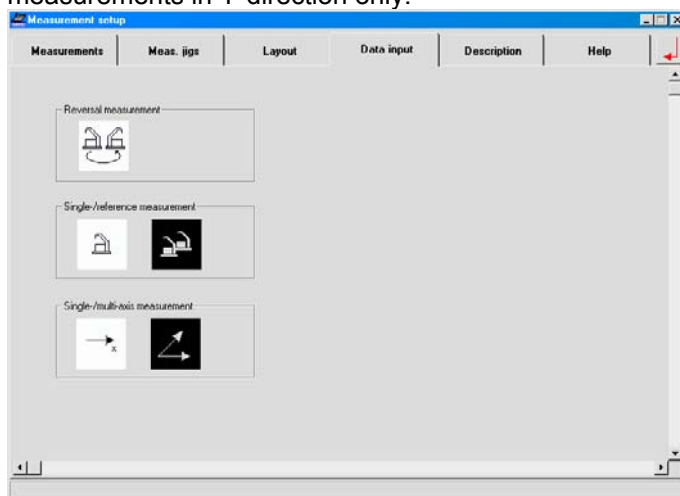 measurements in Y direction only.
Measurement setup
Measurements Meas. jigs Layout Data input Description Help
Reversal measurement
Single-/reference measurement
Single-/multi-axis measurement
x